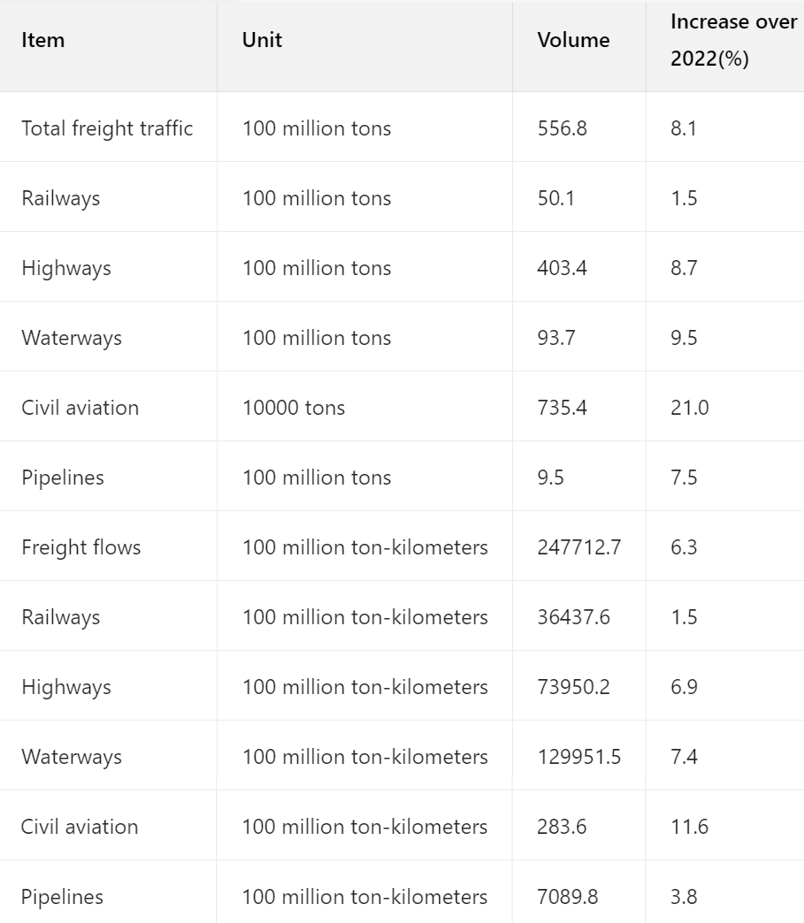 Item Unit Volume Increase over
2022(%)
Total freight traffic 100 million tons 556.8 8.1
Railways 100 million tons 50.1 1.5
Highways 100 million tons 403.4 8.7
Waterways 100 million tons 93.7 9.5
Civil aviation 10000 tons 735.4 21.0
Pipelines 100 million tons 9.5 7.5
Freight flows 100 million ton-kilometers 247712.7 6.3
Railways 100 million ton-kilometers 36437.6 1.5
Highways 100 million ton-kilometers 73950.2 6.9
Waterways 100 million ton-kilometers 129951.5 7.4
Civil aviation 100 million ton-kilometers 283.6 11.6
Pipelines 100 million ton-kilometers 7089.8 3.8